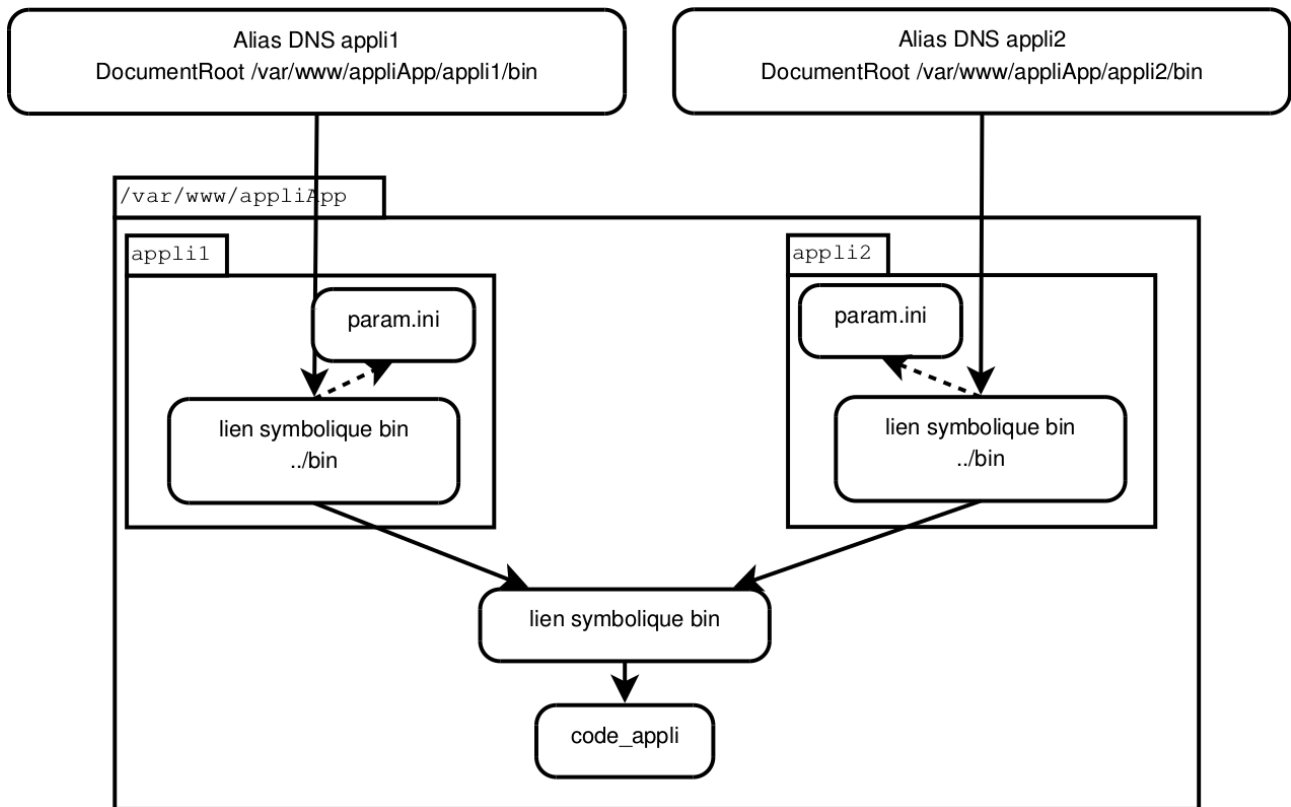 Alias DNS appli1
DocumentRoot /var/www/appliApp/appli1/bin
Alias DNS appli2
DocumentRoot /var/www/appliApp/appli2/bin
/var/www/appliApp
appli1
param.ini
lien symbolique bin
../bin
appli2
param.ini
lien symbolique bin
../bin
lien symbolique bin
code_appli